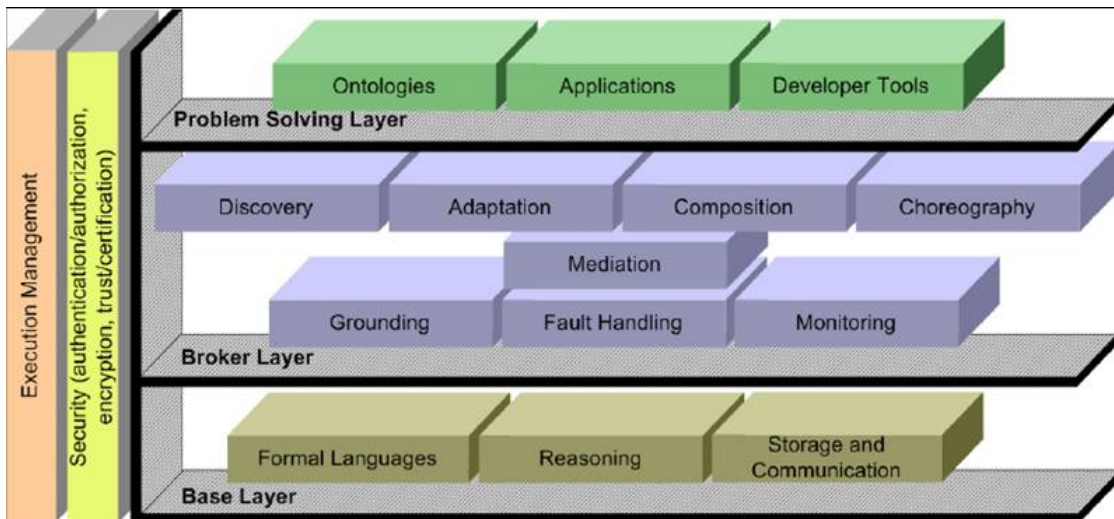 Execution Management
Security (authentication/authorization,
encryption, trust/certification)
Ontologies
Applications
Developer Tools
Problem Solving Layer
Discovery
Adaptation
Composition
Choreography
Mediation
Grounding
Fault Handling
Monitoring
Broker Layer
Formal Languages
Reasoning
Storage and
Communication
Base Layer